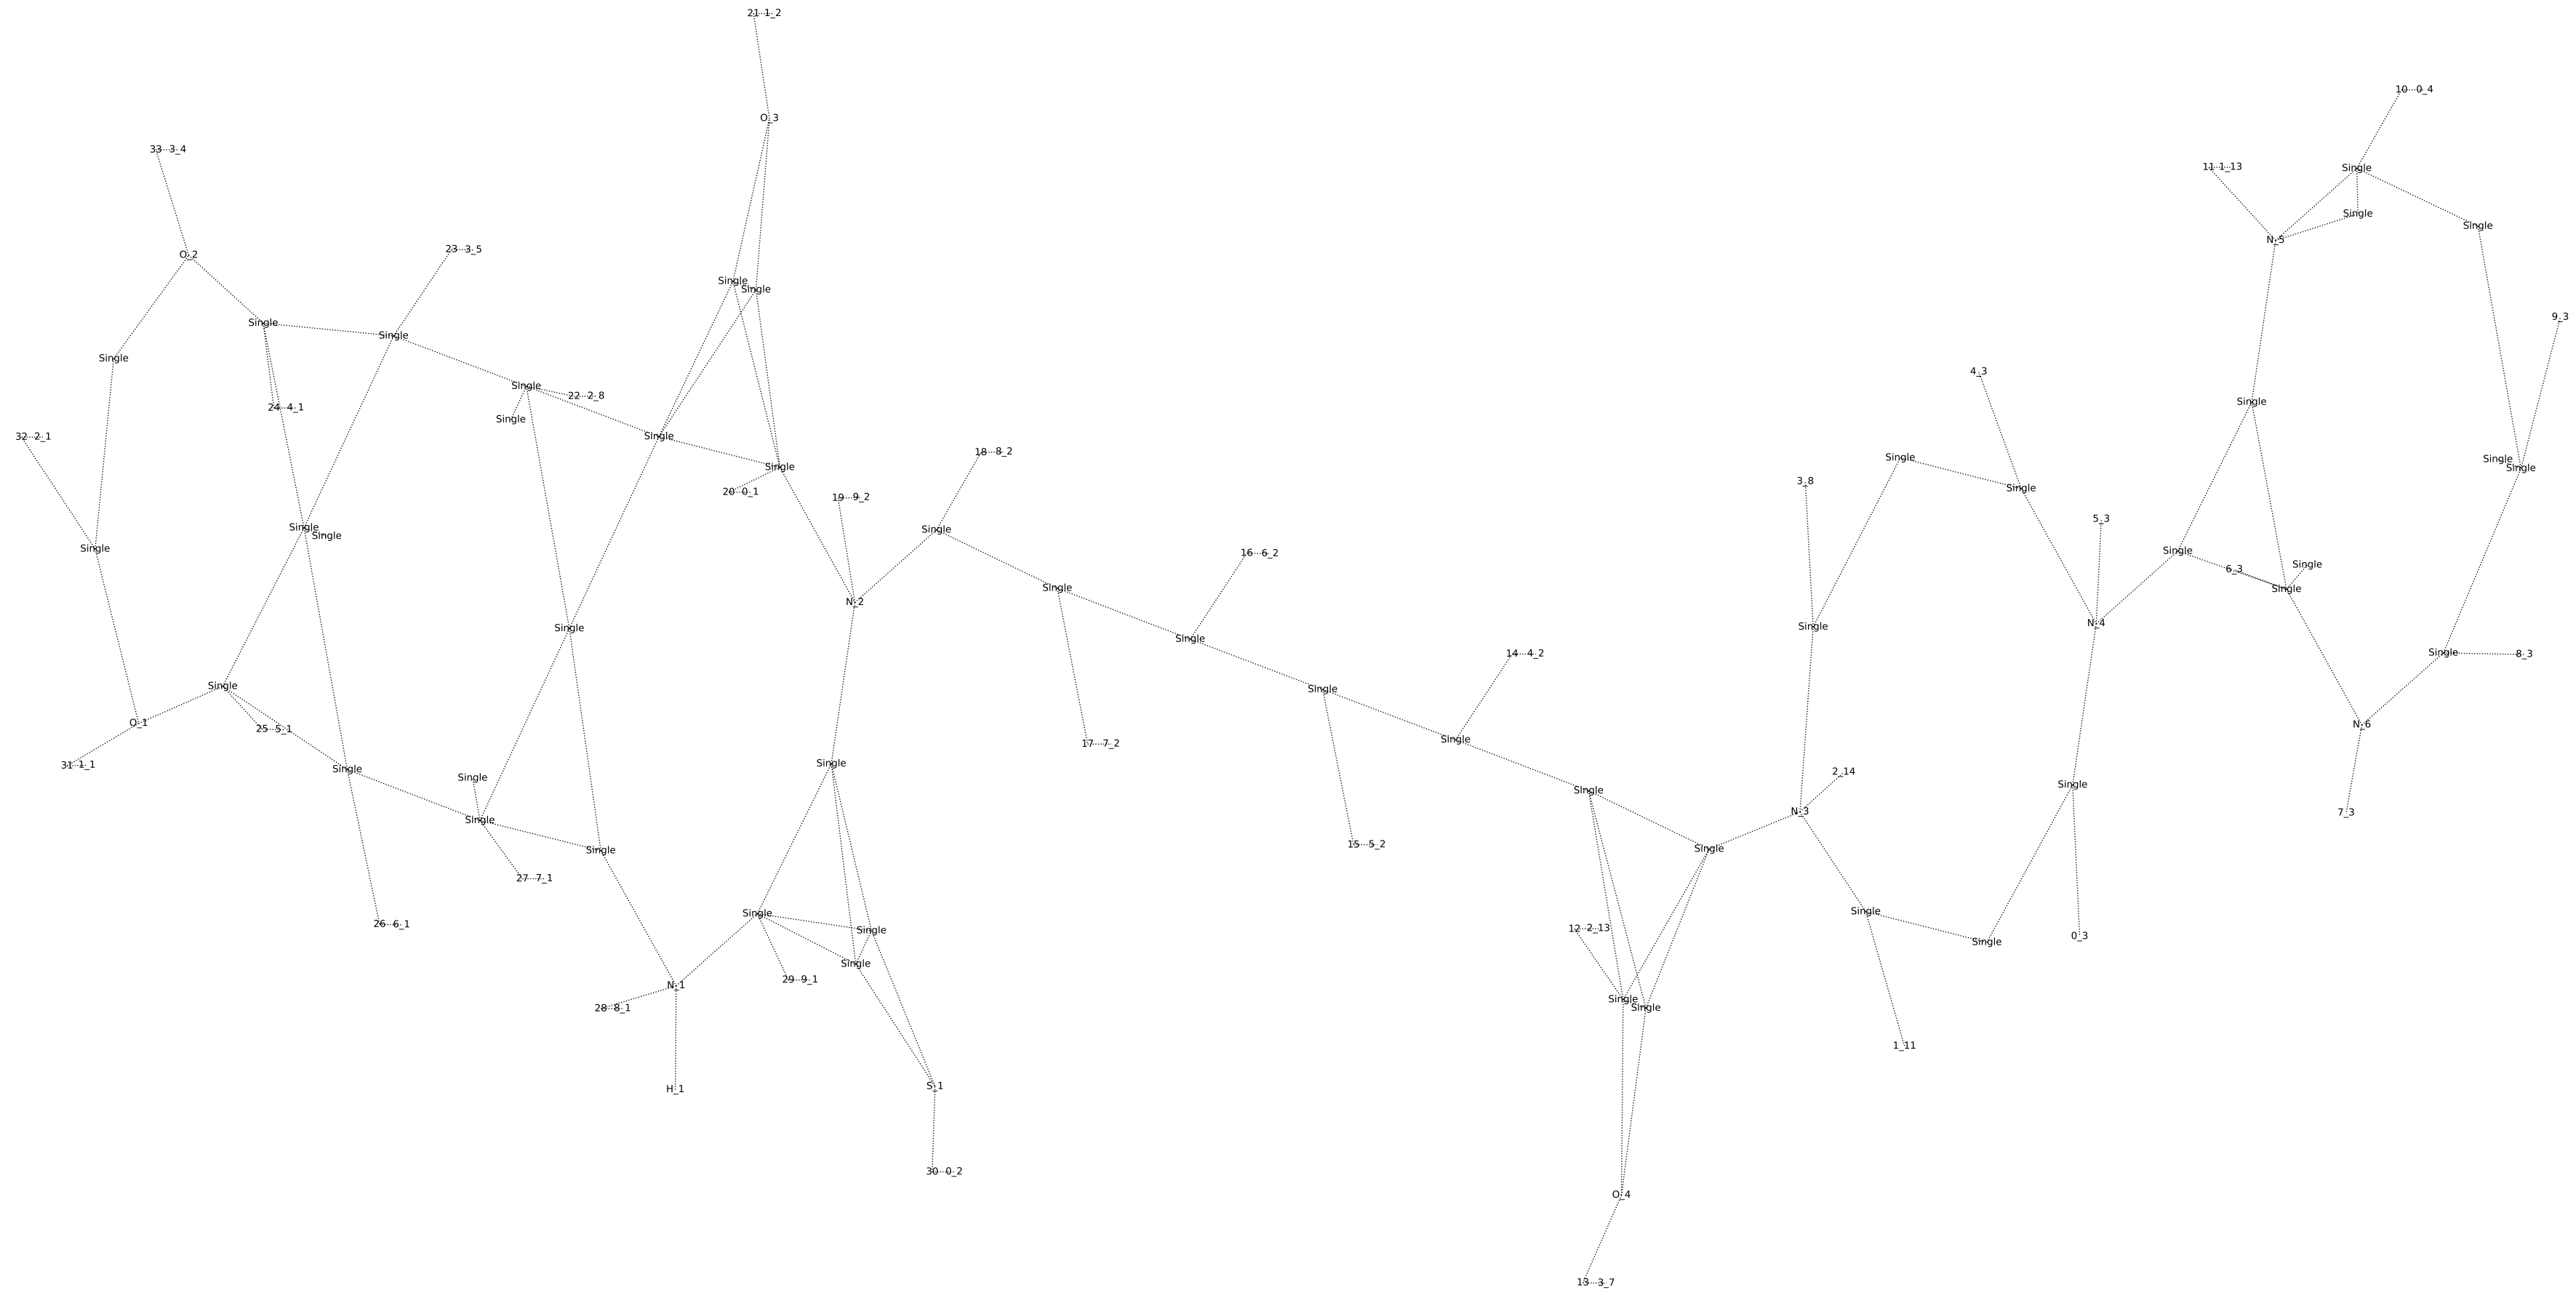 21 1_2
10 0_4
O_3
33 3_4
11 1_13
Single
Single
Single
N_5
23 3_5
O_2
Single
Single
9_3
Single
Single
Single
Single
4_3
Single
22 2_8
Single
24 4_1
Single
Single
32 2_1
18 8_2
Single
Single
Single
Single
3_8
Single
20 0_1
19 9_2
5_3
Single
Single
Single
Single
Single
16 6_2
Single
6_3
Single
Single
N_2
N_4
Single
Single
Single
Single
14 4_2
8_3
Single
Single
O_1
N_6
25 5_1
Single
17 7_2
Single
31 1_1
Single
2_14
Single
Single
Single
N_3
7_3
Single
15 5_2
Single
Single
27 7_1
Single
Single
26 6_1
12 2_13
Single
0_3
Single
Single
29 9_1
N_1
Single
28 8_1
Single
1_11
S_1
H_1
30 0_2
O_4
13 3_7